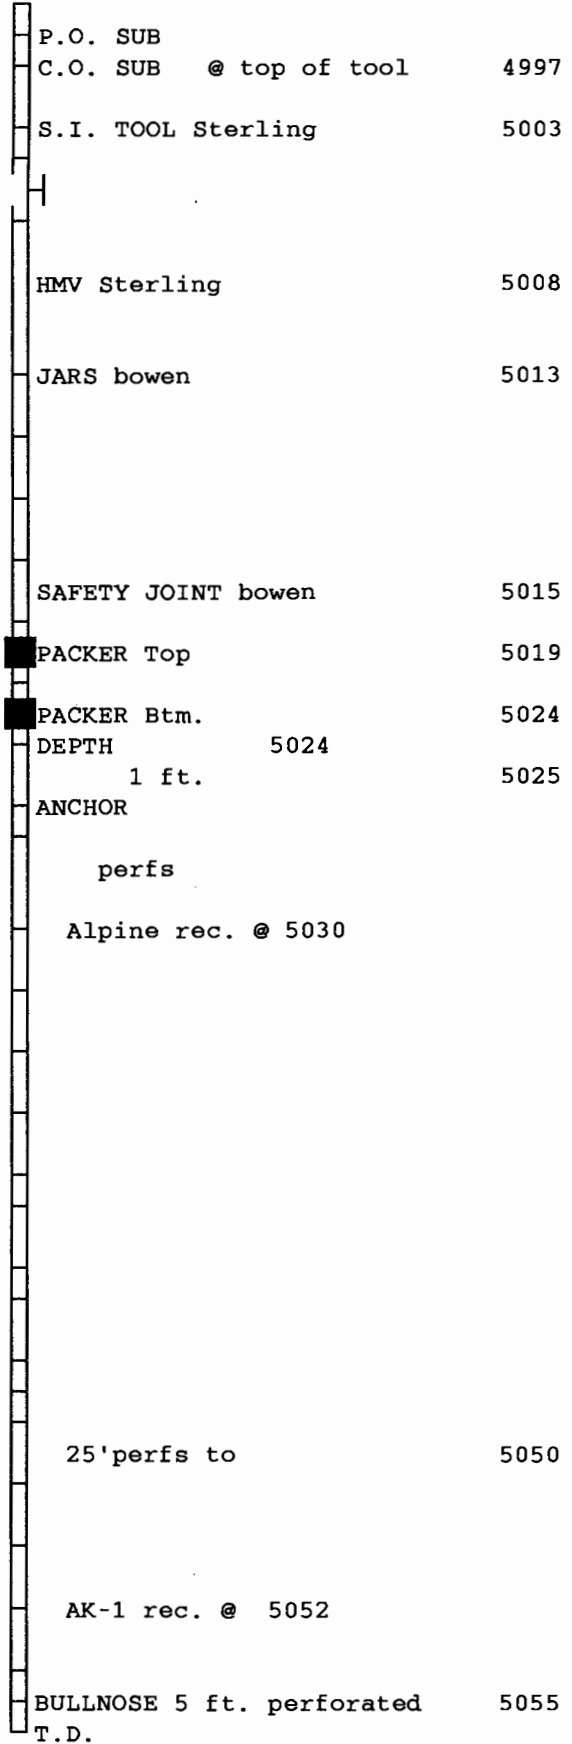 P.O. SUB
C.O. SUB @ top of tool 4997
S.I. TOOL Sterling 5003
HMV Sterling 5008
JARS bowen 5013
SAFETY JOINT bowen 5015
PACKER Top 5019
PACKER Btm. 5024
DEPTH 5024
1 ft. 5025
ANCHOR
perfs
Alpine rec. @ 5030
25'perfs to 5050
AK-1 rec. @ 5052
BULLNOSE 5 ft. perforated 5055
T.D.